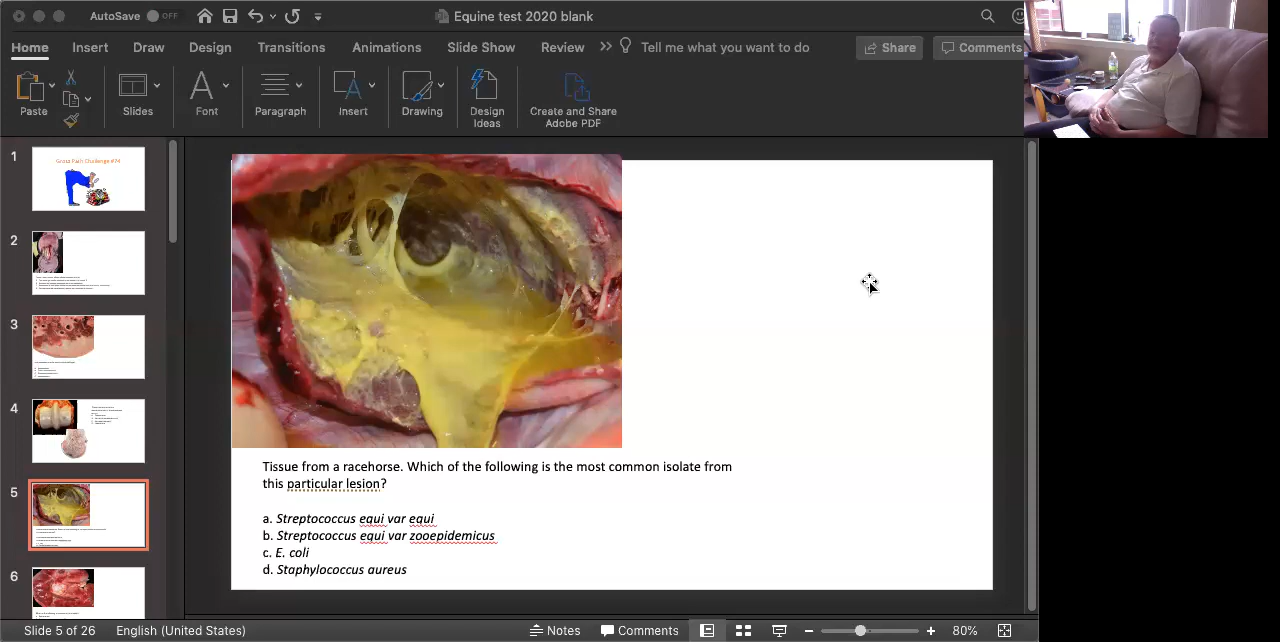 AutoSave OFF Equine test 2020 blank
Home Insert Draw Design Transitions Animations Slide Show Review Tell me what you want to do Share Comments
Paste Slides Font Paragraph Insert Drawing Design Ideas Create and Share Adobe PDF
1
Gross Path Challenge #74
2
3
4
5
6
Tissue from a racehorse. Which of the following is the most common isolate from
this particular lesion?
a. Streptococcus equi var equi
b. Streptococcus equi var zooepidemicus
c. E. coli
d. Staphylococcus aureus
Slide 5 of 26 English (United States) Notes Comments 80%